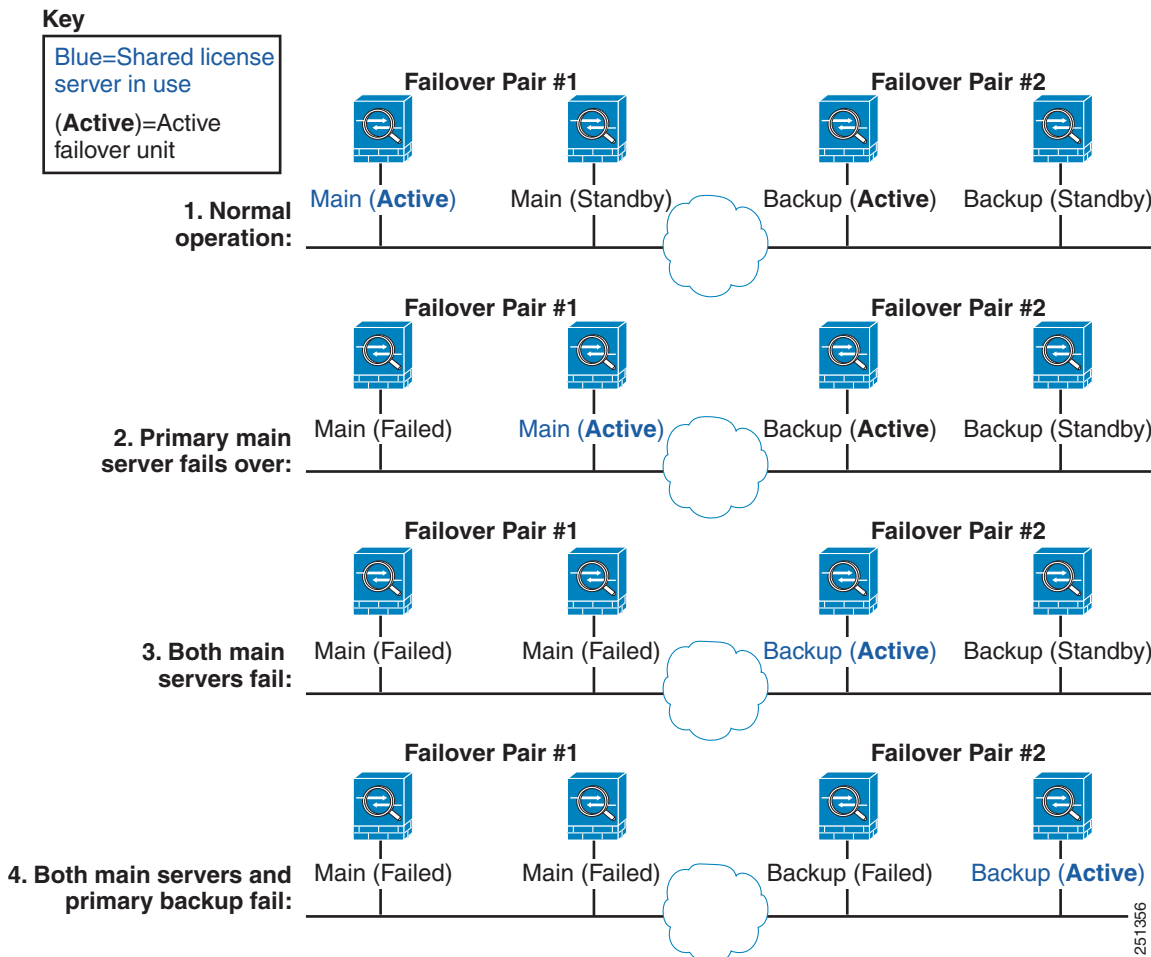 Key
Blue=Shared license
server in use
(Active)=Active
failover unit
Failover Pair #1
Failover Pair #2
1. Normal
operation:
Main (Active)
Main (Standby)
Backup (Active)
Backup (Standby)
Failover Pair #1
Failover Pair #2
2. Primary main
server fails over:
Main (Failed)
Main (Active)
Backup (Active)
Backup (Standby)
Failover Pair #1
Failover Pair #2
3. Both main
servers fail:
Main (Failed)
Main (Failed)
Backup (Active)
Backup (Standby)
Failover Pair #1
Failover Pair #2
4. Both main servers and
primary backup fail:
Main (Failed)
Main (Failed)
Backup (Failed)
Backup (Active)
251356